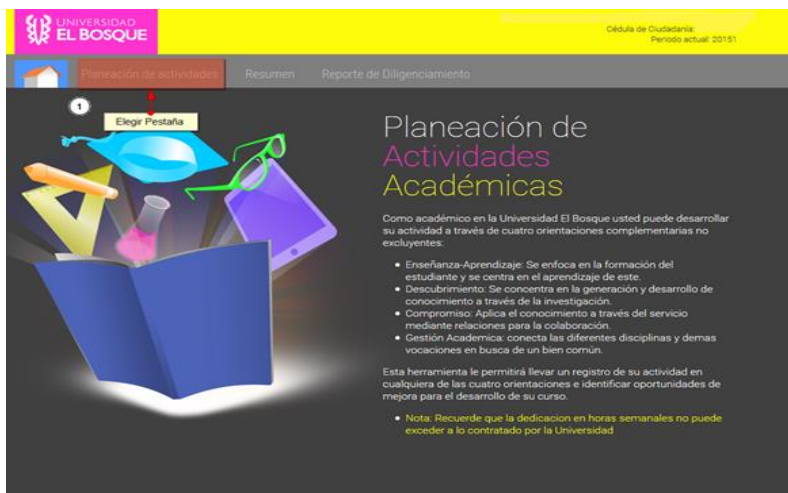 UNIVERSIDAD
EL BOSQUE
Cédula de Ciudadania:
Periodo actual: 20151
Planeación de actividades
Resumen
Reporte de Diligenciamiento
1
Elegir Pestaña
Planeación de
Actividades
Académicas
Como académico en la Universidad El Bosque usted puede desarrollar
su actividad a través de cuatro orientaciones complementarias no
excluyentes:
• Enseñanza-Aprendizaje: Se enfoca en la formación del
estudiante y se centra en el aprendizaje de este.
• Descubrimiento: Se concentra en la generación y desarrollo de
conocimiento a través de la investigación.
• Compromiso: Aplica el conocimiento a través del servicio
mediante relaciones para la colaboración.
• Gestión Academica: conecta las diferentes disciplinas y demas
vocaciones en busca de un bien común.
Esta herramienta le permitirá llevar un registro de su actividad en
cualquiera de las cuatro orientaciones e identificar oportunidades de
mejora para el desarrollo de su curso.
• Nota: Recuerde que la dedicacion en horas semanales no puede
exceder a lo contratado por la Universidad